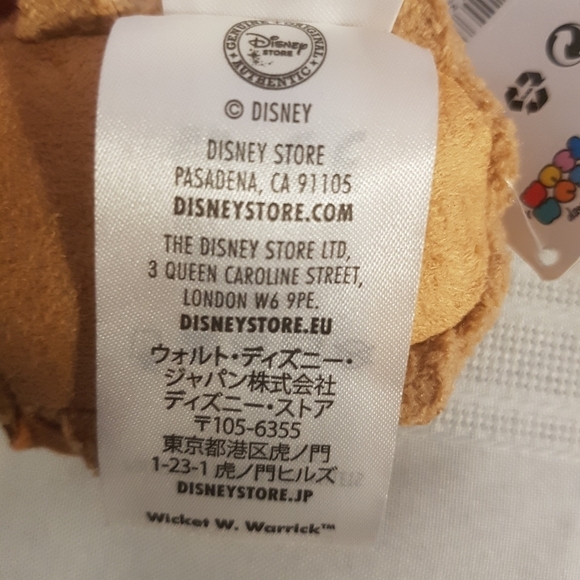 GENUINE ORIGINAL
Disney
STORE
AUTHENTIC
© DISNEY
DISNEY STORE
PASADENA, CA 91105
DISNEYSTORE.COM
THE DISNEY STORE LTD,
3 QUEEN CAROLINE STREET,
LONDON W6 9PE.
DISNEYSTORE.EU
ウォルト・ディズニー・
ジャパン株式会社
ディズニー・ストア
〒105-6355
東京都港区虎ノ門
1-23-1 虎ノ門ヒルズ
DISNEYSTORE.JP
Wicket W. Warrick™